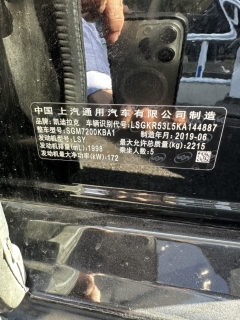 中国 上汽通用汽车有限公司制造
品牌:凯迪拉克 车辆识别代号:LSGKR53L5KA144887
整车型号:SGM7200KBA1 制造年月:2019-06
发动机型号:LSY 最大允许总质量(kg):2215
发动机排量(mL):1998 乘坐人数:5
发动机最大净功率(kW):172